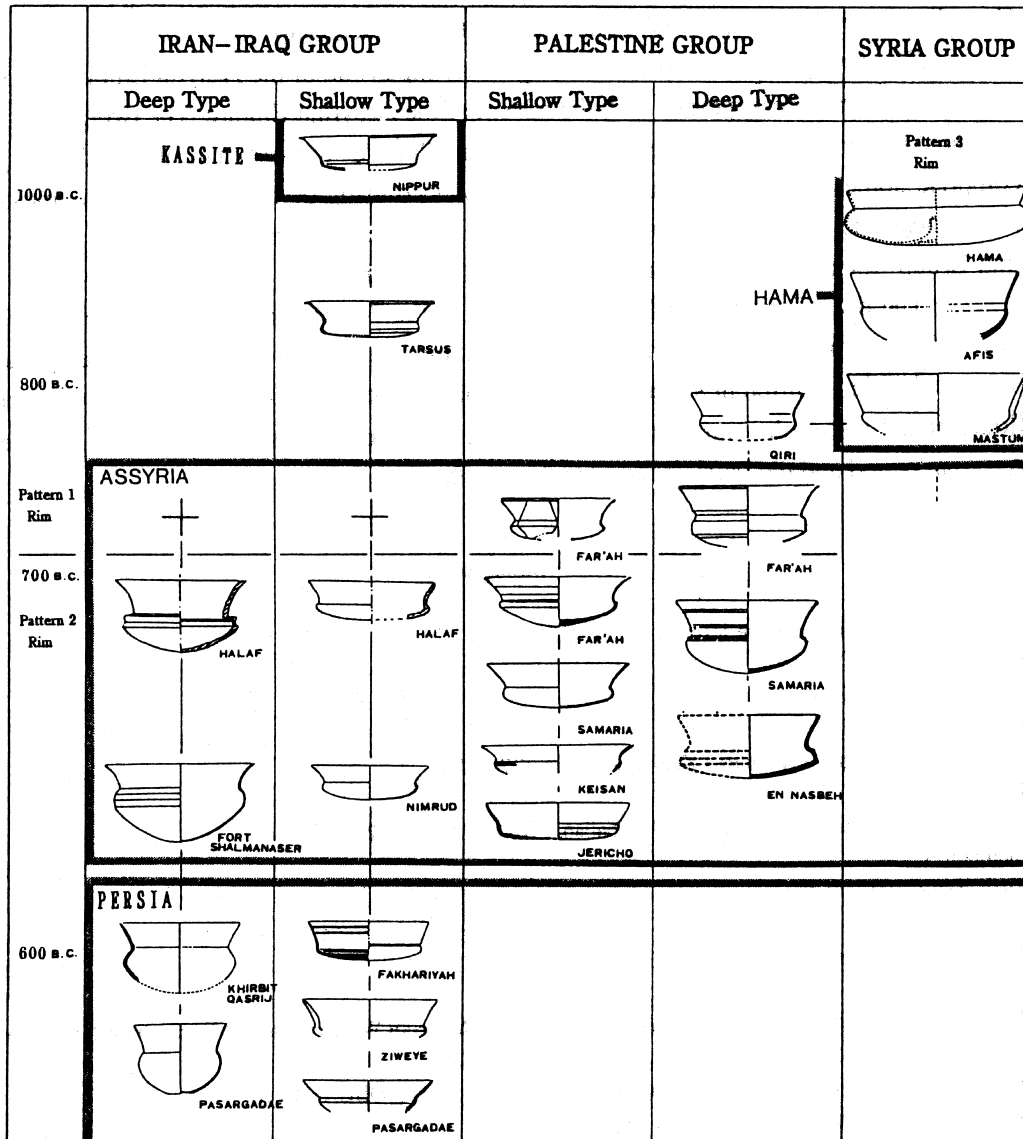 IRAN–IRAQ GROUP
PALESTINE GROUP
SYRIA GROUP
Deep Type
Shallow Type
Shallow Type
Deep Type
KASSITE
NIPPUR
Pattern 3
Rim
1000 B.C.
HAMA
HAMA
TARSUS
AFIS
800 B.C.
MASTUM
QIRI
ASSYRIA
Pattern 1
Rim
FAR'AH
FAR'AH
700 B.C.
Pattern 2
Rim
HALAF
HALAF
FAR'AH
SAMARIA
SAMARIA
KEISAN
EN NASBEH
NIMRUD
FORT
SHALMANASER
JERICHO
PERSIA
600 B.C.
FAKHARIYAH
KHIRBIT
QASRIJ
ZIWEYE
PASARGADAE
PASARGADAE